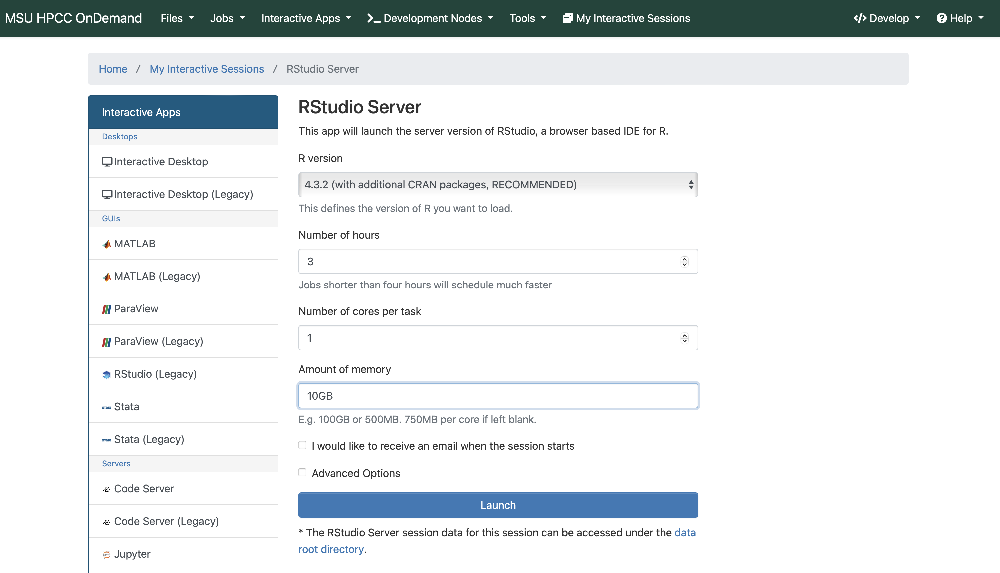 MSU HPCC OnDemand Files Jobs Interactive Apps Development Nodes Tools My Interactive Sessions Develop Help
Home / My Interactive Sessions / RStudio Server
Interactive Apps
Desktops
Interactive Desktop
Interactive Desktop (Legacy)
GUIs
MATLAB
MATLAB (Legacy)
ParaView
ParaView (Legacy)
RStudio (Legacy)
STATA Stata
STATA Stata (Legacy)
Servers
Code Server
Code Server (Legacy)
jupyter Jupyter
RStudio Server
This app will launch the server version of RStudio, a browser based IDE for R.
R version
4.3.2 (with additional CRAN packages, RECOMMENDED)
This defines the version of R you want to load.
Number of hours
3
Jobs shorter than four hours will schedule much faster
Number of cores per task
1
Amount of memory
10GB
E.g. 100GB or 500MB. 750MB per core if left blank.
I would like to receive an email when the session starts
Advanced Options
Launch
* The RStudio Server session data for this session can be accessed under the data
root directory.